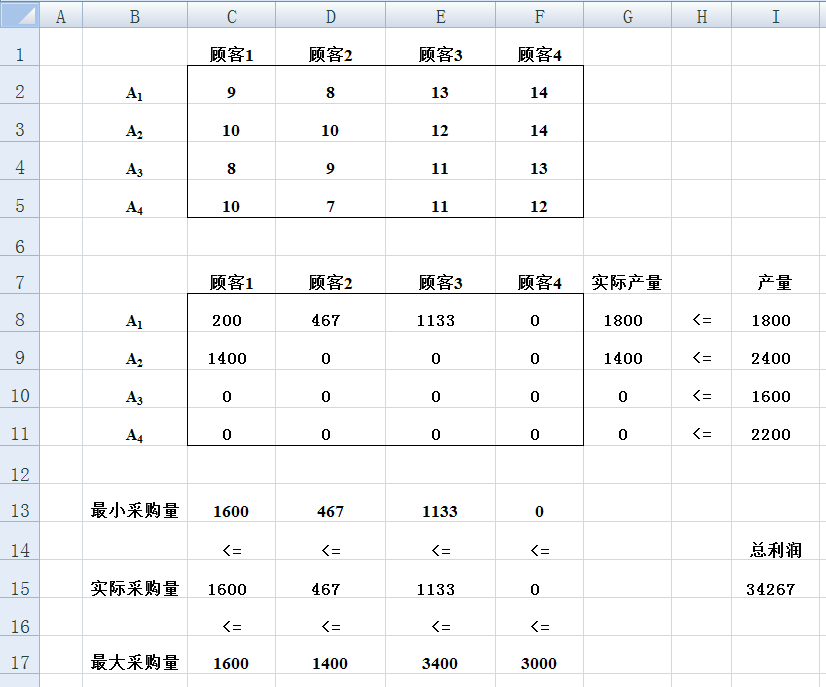 A B C D E F G H I
1 顾客1 顾客2 顾客3 顾客4
2 A₁ 9 8 13 14
3 A₂ 10 10 12 14
4 A₃ 8 9 11 13
5 A₄ 10 7 11 12
6
7 顾客1 顾客2 顾客3 顾客4 实际产量 产量
8 A₁ 200 467 1133 0 1800 <= 1800
9 A₂ 1400 0 0 0 1400 <= 2400
10 A₃ 0 0 0 0 0 <= 1600
11 A₄ 0 0 0 0 0 <= 2200
12
13 最小采购量 1600 467 1133 0
14 <= <= <= <= 总利润
15 实际采购量 1600 467 1133 0 34267
16 <= <= <= <=
17 最大采购量 1600 1400 3400 3000